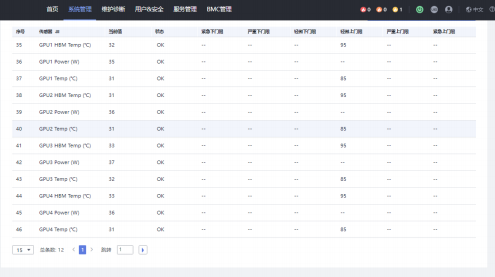 首页 系统管理 维护诊断 用户&安全 服务管理 BMC管理 0 0 1 中文
序号 传感器 当前值 状态 紧急下门限 严重下门限 轻微下门限 轻微上门限 严重上门限 紧急上门限
35 GPU1 HBM Temp (℃) 32 OK -- -- -- 95 -- --
36 GPU1 Power (W) 35 OK -- -- -- -- -- --
37 GPU1 Temp (℃) 31 OK -- -- -- 85 -- --
38 GPU2 HBM Temp (℃) 31 OK -- -- -- 95 -- --
39 GPU2 Power (W) 36 OK -- -- -- -- -- --
40 GPU2 Temp (℃) 31 OK -- -- -- 85 -- --
41 GPU3 HBM Temp (℃) 33 OK -- -- -- 95 -- --
42 GPU3 Power (W) 37 OK -- -- -- -- -- --
43 GPU3 Temp (℃) 32 OK -- -- -- 85 -- --
44 GPU4 HBM Temp (℃) 33 OK -- -- -- 95 -- --
45 GPU4 Power (W) 36 OK -- -- -- -- -- --
46 GPU4 Temp (℃) 31 OK -- -- -- 85 -- --
15 总条数: 12 < 1 > 跳转 1